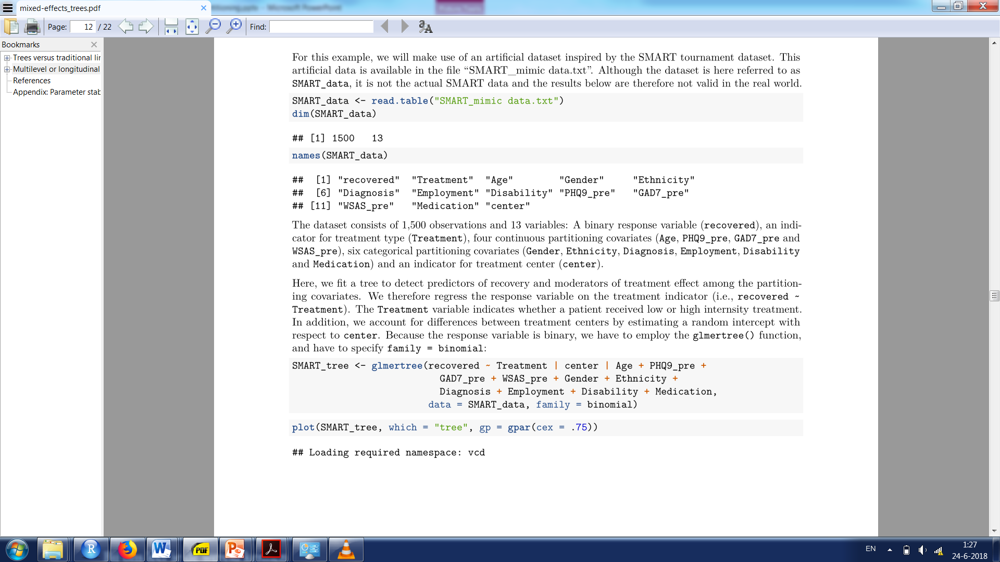 mixed-effects_trees.pdf
Page: 12 / 22 Find:
Bookmarks
Trees versus traditional lir
Multilevel or longitudinal
References
Appendix: Parameter stab
For this example, we will make use of an artificial dataset inspired by the SMART tournament dataset. This
artificial data is available in the file “SMART_mimic data.txt”. Although the dataset is here referred to as
SMART_data, it is not the actual SMART data and the results below are therefore not valid in the real world.
SMART_data <- read.table("SMART_mimic data.txt")
dim(SMART_data)
## [1] 1500   13
names(SMART_data)
##  [1] "recovered"  "Treatment"  "Age"        "Gender"     "Ethnicity"
##  [6] "Diagnosis"  "Employment" "Disability" "PHQ9_pre"   "GAD7_pre"
## [11] "WSAS_pre"   "Medication" "center"
The dataset consists of 1,500 observations and 13 variables: A binary response variable (recovered), an indi-
cator for treatment type (Treatment), four continuous partitioning covariates (Age, PHQ9_pre, GAD7_pre and
WSAS_pre), six categorical partitioning covariates (Gender, Ethnicity, Diagnosis, Employment, Disability
and Medication) and an indicator for treatment center (center).
Here, we fit a tree to detect predictors of recovery and moderators of treatment effect among the partition-
ing covariates. We therefore regress the response variable on the treatment indicator (i.e., recovered ~
Treatment). The Treatment variable indicates whether a patient received low or high internsity treatment.
In addition, we account for differences between treatment centers by estimating a random intercept with
respect to center. Because the response variable is binary, we have to employ the glmertree() function,
and have to specify family = binomial:
SMART_tree <- glmertree(recovered ~ Treatment | center | Age + PHQ9_pre +
GAD7_pre + WSAS_pre + Gender + Ethnicity +
Diagnosis + Employment + Disability + Medication,
data = SMART_data, family = binomial)
plot(SMART_tree, which = "tree", gp = gpar(cex = .75))
## Loading required namespace: vcd
EN
1:27
24-6-2018